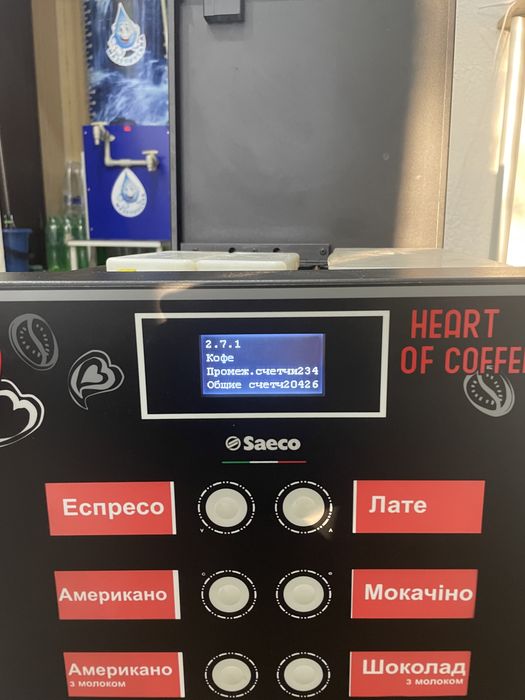 HEART
OF COFFE
2.7.1
Кофе
Промеж.счетчи234
Общие счетч20426
Saeco
Еспресо
Лате
Американо
Мокачіно
Американо
з молоком
Шоколад
з молоком